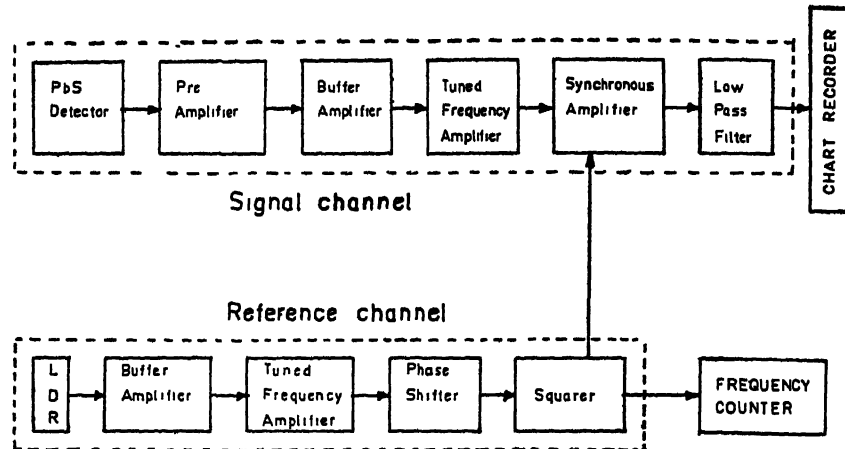 PbS
Detector
Pre
Amplifier
Buffer
Amplifier
Tuned
Frequency
Amplifier
Synchronous
Amplifier
Low
Pass
Filter
CHART RECORDER
Signal channel
Reference channel
L
D
R
Buffer
Amplifier
Tuned
Frequency
Amplifier
Phase
Shifter
Squarer
FREQUENCY
COUNTER